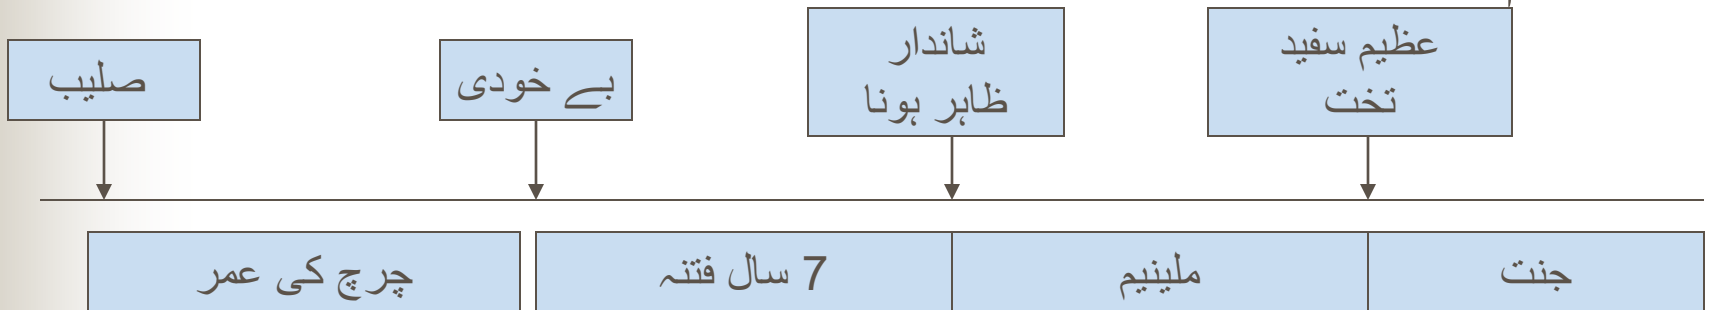 صلیب
بے خودی
شاندار
ظاہر ہونا
عظیم سفید
تخت
چرچ کی عمر
7 سال فتنہ
ملینیم
جنت